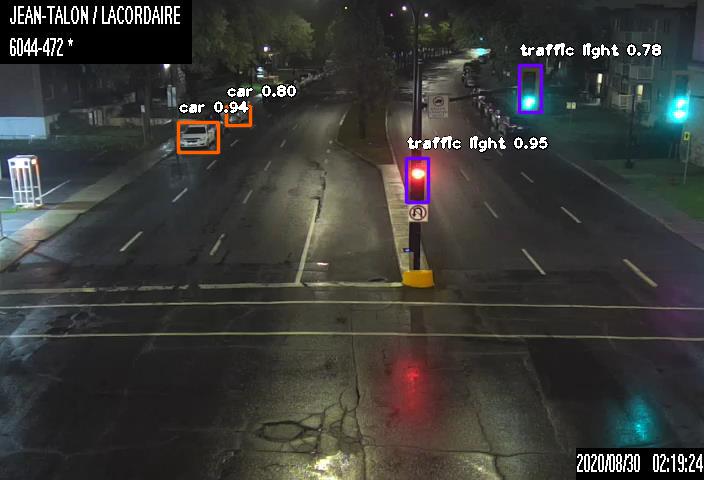 JEAN-TALON / LACORDAIRE
6044-472 *
traffic light 0.78
car 0.80
car 0.94
traffic light 0.95
2020/08/30 02:19:24